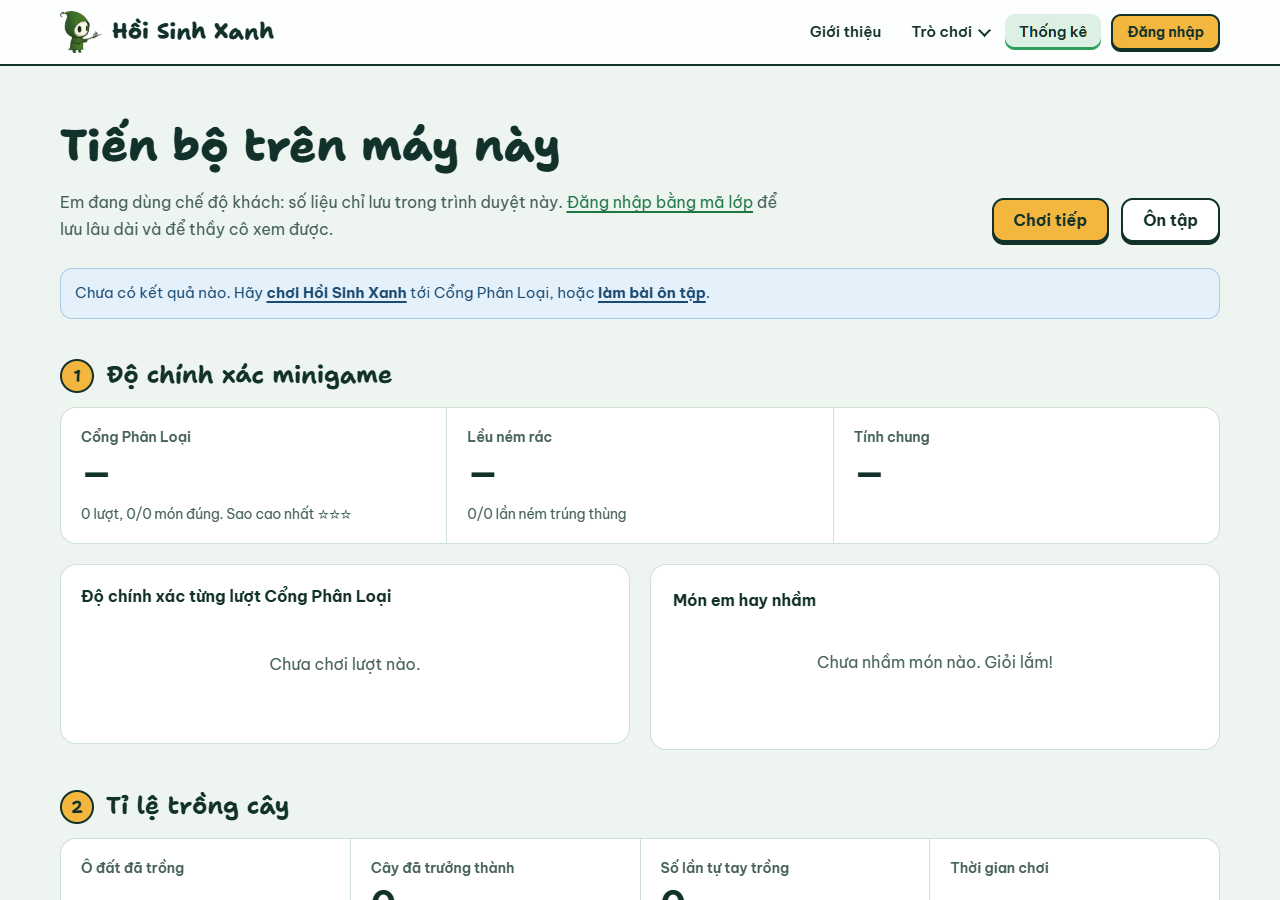 Hồi Sinh Xanh
Giới thiệu
Trò chơi
Thống kê
Đăng nhập
Tiến bộ trên máy này
Em đang dùng chế độ khách: số liệu chỉ lưu trong trình duyệt này. Đăng nhập bằng mã lớp để
lưu lâu dài và để thầy cô xem được.
Chơi tiếp
Ôn tập
Chưa có kết quả nào. Hãy chơi Hồi Sinh Xanh tới Cổng Phân Loại, hoặc làm bài ôn tập.
1 Độ chính xác minigame
Cổng Phân Loại
—
0 lượt, 0/0 món đúng. Sao cao nhất ☆☆☆
Lều ném rác
—
0/0 lần ném trúng thùng
Tính chung
—
Độ chính xác từng lượt Cổng Phân Loại
Chưa chơi lượt nào.
Món em hay nhầm
Chưa nhầm món nào. Giỏi lắm!
2 Tỉ lệ trồng cây
Ô đất đã trồng
Cây đã trưởng thành
0
Số lần tự tay trồng
0
Thời gian chơi